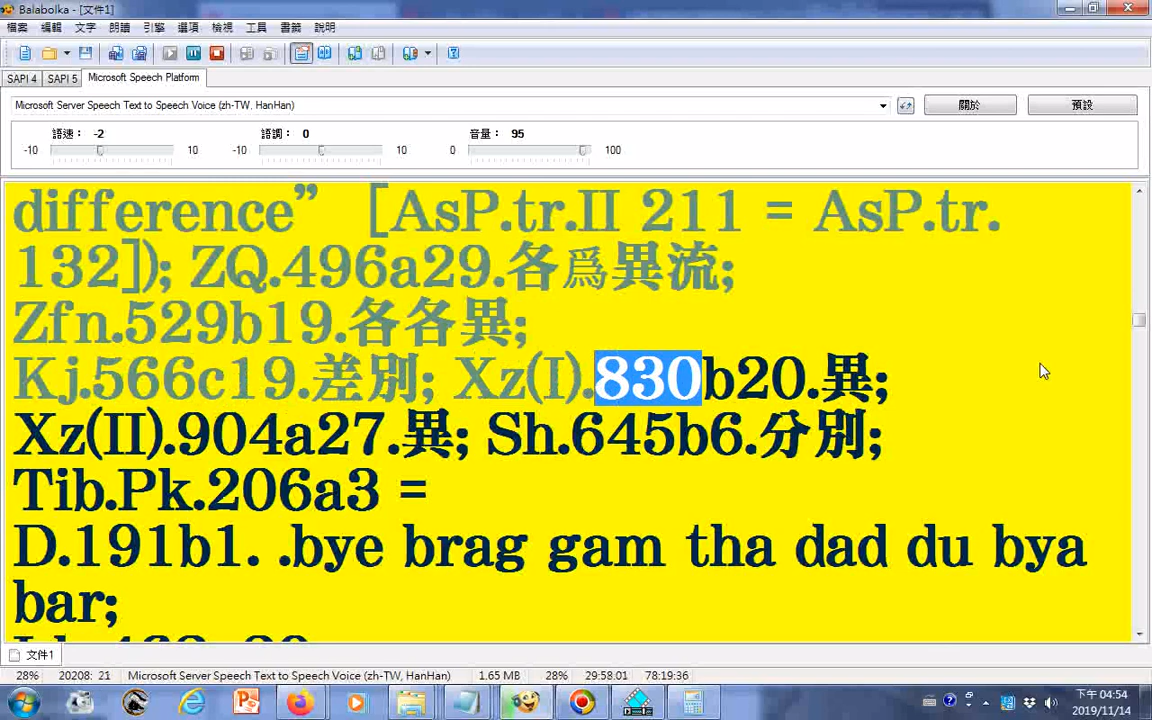 Balabolka - [文件1]
檔案 編輯 文字 朗讀 引擎 選項 檢視 工具 書籤 說明
SAPI 4 SAPI 5 Microsoft Speech Platform
Microsoft Server Speech Text to Speech Voice (zh-TW, HanHan) 關於 預設
語速： -2 語調： 0 音量： 95
-10 10 -10 10 0 100
difference” [AsP.tr.II 211 = AsP.tr.
132]); ZQ.496a29.各爲異流;
Zfn.529b19.各各異;
Kj.566c19.差別; Xz(I).830b20.異;
Xz(II).904a27.異; Sh.645b6.分別;
Tib.Pk.206a3 =
D.191b1. .bye brag gam tha dad du bya
bar;
文件1
28% 20208: 21 Microsoft Server Speech Text to Speech Voice (zh-TW, HanHan) 1.65 MB 28% 29:58.01 78:19:36
下午 04:54
2019/11/14